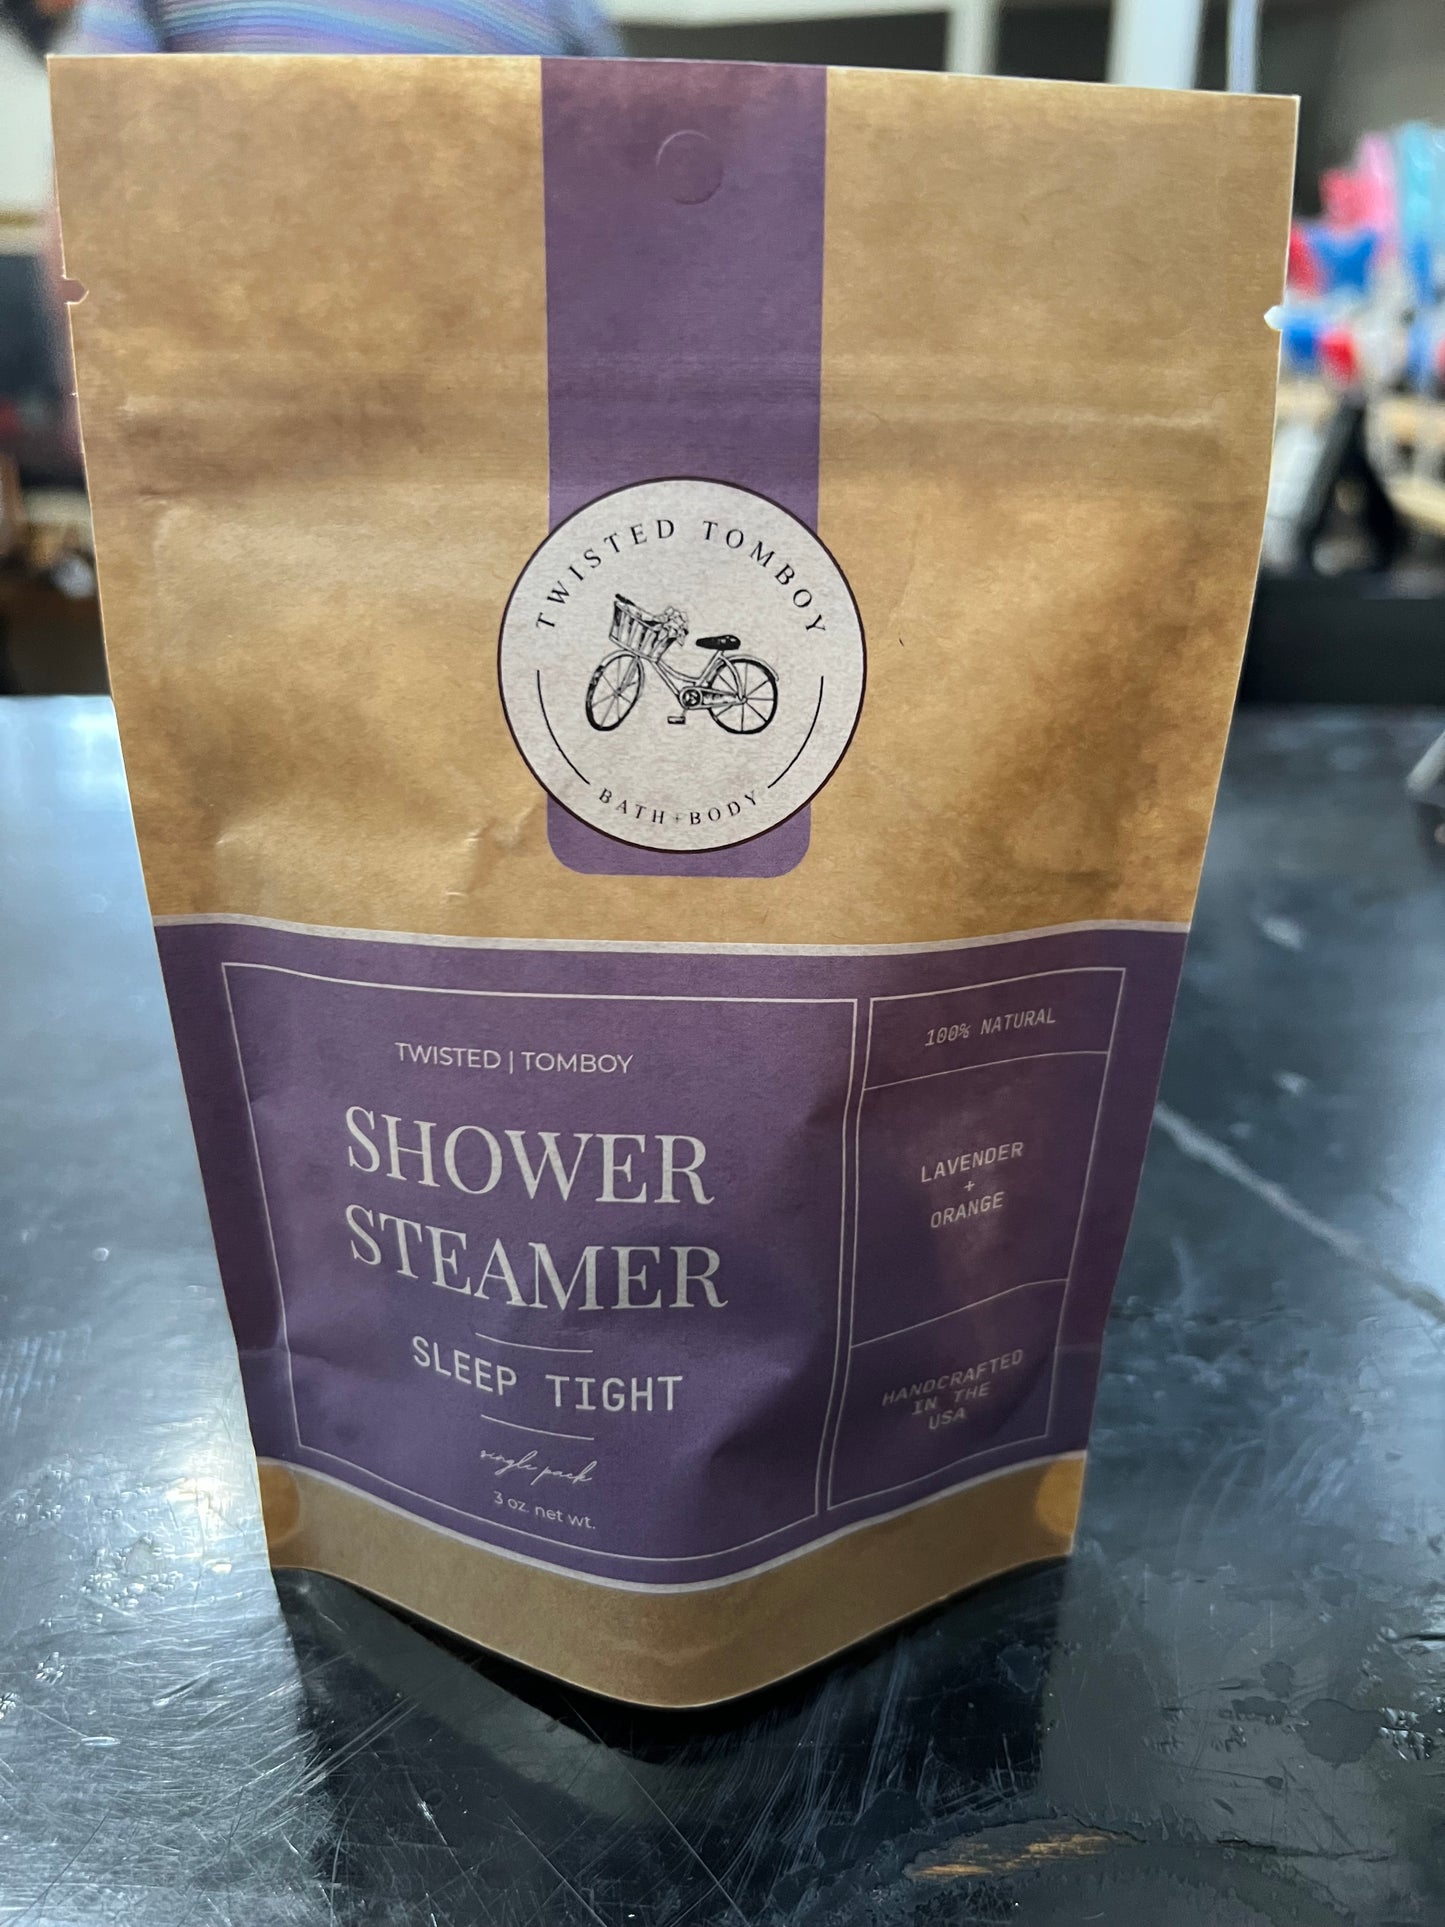 TWISTED TOMBOY
BATH + BODY
TWISTED | TOMBOY
SHOWER
STEAMER
SLEEP TIGHT
single pack
3 oz. net wt.
100% NATURAL
LAVENDER
+
ORANGE
HANDCRAFTED
IN THE
USA